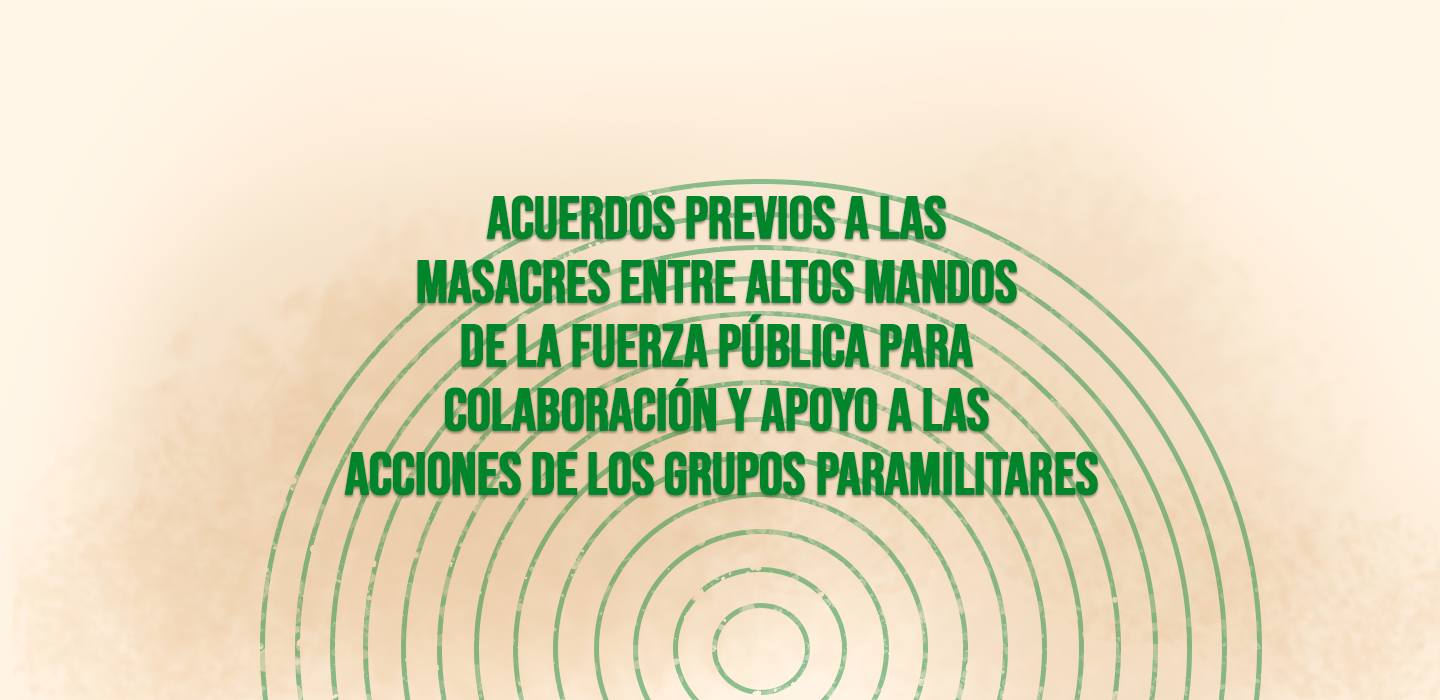 ACUERDOS PREVIOS A LAS
MASACRES ENTRE ALTOS MANDOS
DE LA FUERZA PÚBLICA PARA
COLABORACIÓN Y APOYO A LAS
ACCIONES DE LOS GRUPOS PARAMILITARES